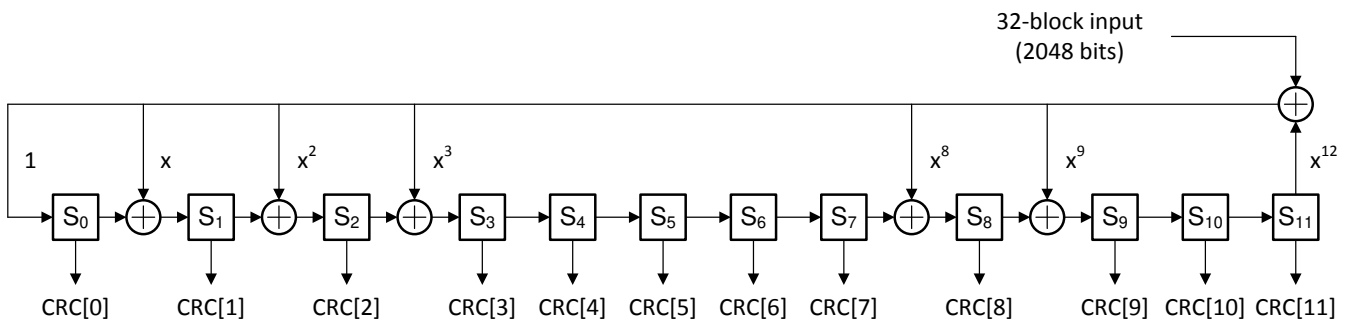 32-block input
(2048 bits)
1 x x² x³ x⁸ x⁹ x¹²
S₀ S₁ S₂ S₃ S₄ S₅ S₆ S₇ S₈ S₉ S₁₀ S₁₁
CRC[0] CRC[1] CRC[2] CRC[3] CRC[4] CRC[5] CRC[6] CRC[7] CRC[8] CRC[9] CRC[10] CRC[11]